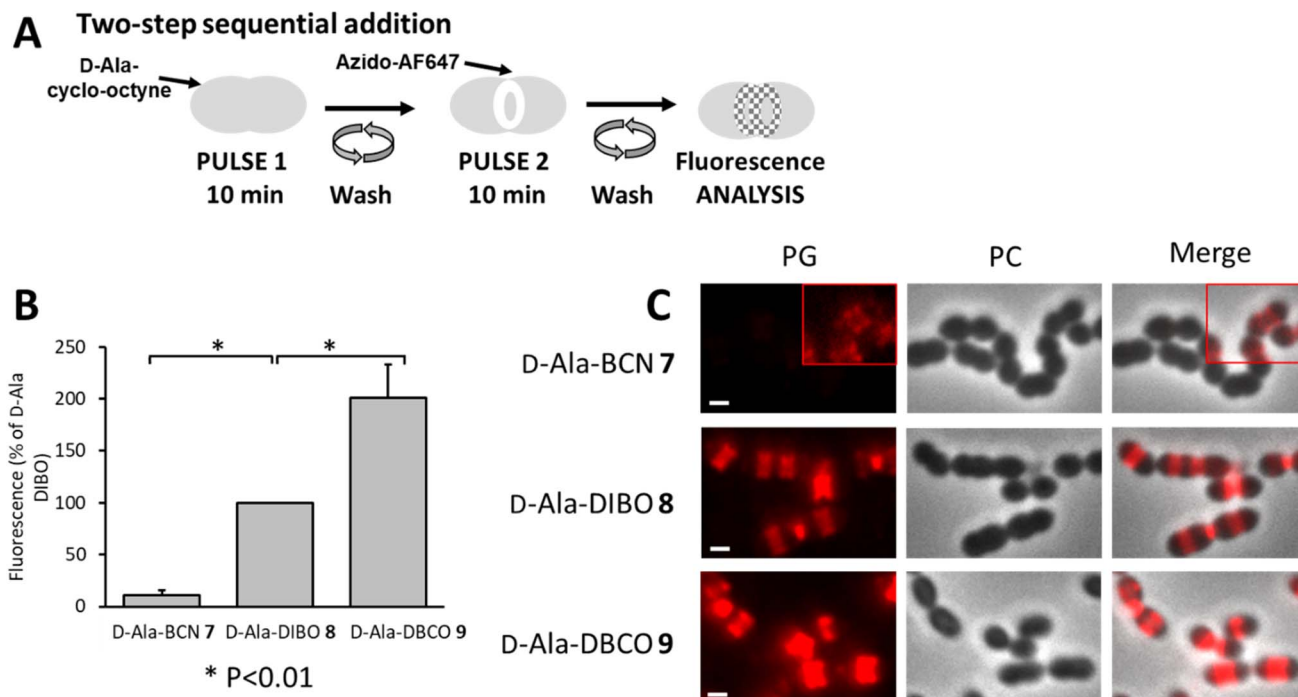 A
Two-step sequential addition
D-Ala-
cyclo-octyne
Azido-AF647
PULSE 1
10 min
Wash
PULSE 2
10 min
Wash
Fluorescence
ANALYSIS
B
Fluorescence (% of D-Ala
DIBO)
250
200
150
100
50
0
D-Ala-BCN 7
D-Ala-DIBO 8
D-Ala-DBCO 9
*
*
* P<0.01
C
PG
PC
Merge
D-Ala-BCN 7
D-Ala-DIBO 8
D-Ala-DBCO 9